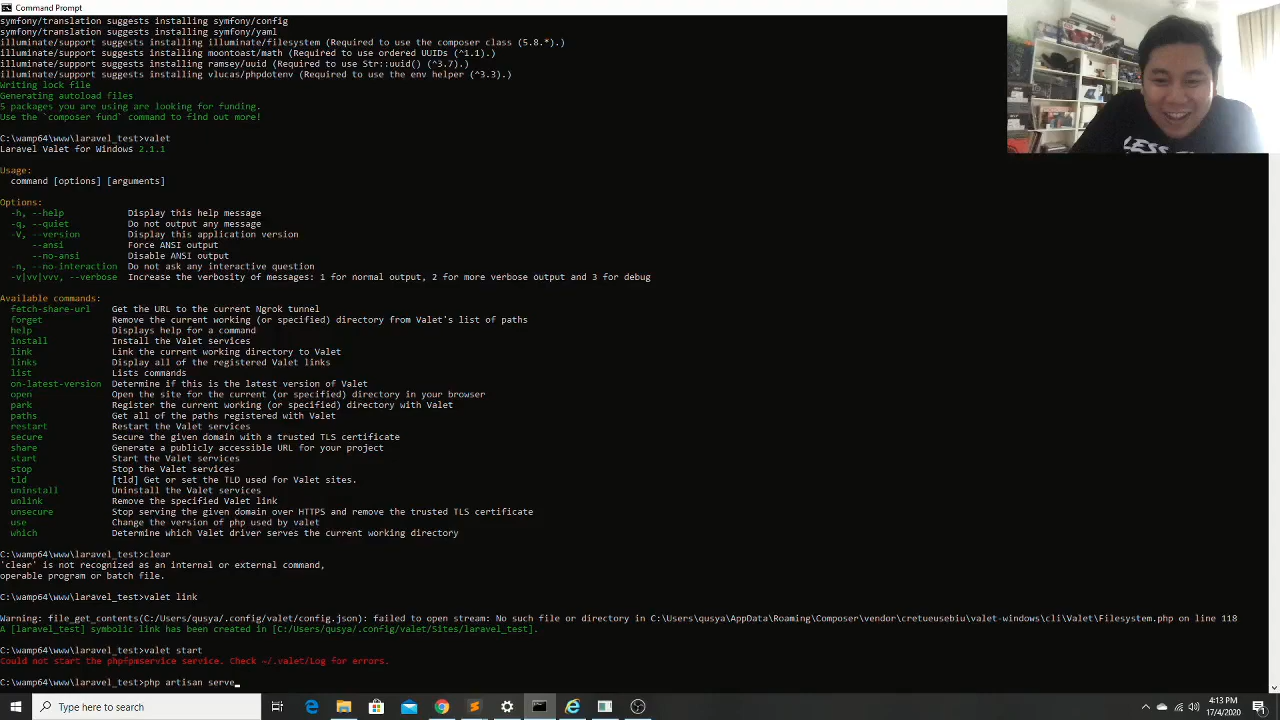 Command Prompt
symfony/translation suggests installing symfony/config
symfony/translation suggests installing symfony/yaml
illuminate/support suggests installing illuminate/filesystem (Required to use the composer class (5.8.*).)
illuminate/support suggests installing moontoast/math (Required to use ordered UUIDs (^1.1).)
illuminate/support suggests installing ramsey/uuid (Required to use Str::uuid() (^3.7).)
illuminate/support suggests installing vlucas/phpdotenv (Required to use the env helper (^3.3).)
Writing lock file
Generating autoload files
5 packages you are using are looking for funding.
Use the `composer fund` command to find out more!
C:\wamp64\www\laravel_test>valet
Laravel Valet for Windows 2.1.1
Usage:
command [options] [arguments]
Options:
-h, --help Display this help message
-q, --quiet Do not output any message
-V, --version Display this application version
--ansi Force ANSI output
--no-ansi Disable ANSI output
-n, --no-interaction Do not ask any interactive question
-v|vv|vvv, --verbose Increase the verbosity of messages: 1 for normal output, 2 for more verbose output and 3 for debug
Available commands:
fetch-share-url Get the URL to the current Ngrok tunnel
forget Remove the current working (or specified) directory from Valet's list of paths
help Displays help for a command
install Install the Valet services
link Link the current working directory to Valet
links Display all of the registered Valet links
list Lists commands
on-latest-version Determine if this is the latest version of Valet
open Open the site for the current (or specified) directory in your browser
park Register the current working (or specified) directory with Valet
paths Get all of the paths registered with Valet
restart Restart the Valet services
secure Secure the given domain with a trusted TLS certificate
share Generate a publicly accessible URL for your project
start Start the Valet services
stop Stop the Valet services
tld [tld] Get or set the TLD used for Valet sites.
uninstall Uninstall the Valet services
unlink Remove the specified Valet link
unsecure Stop serving the given domain over HTTPS and remove the trusted TLS certificate
use Change the version of php used by valet
which Determine which Valet driver serves the current working directory
C:\wamp64\www\laravel_test>clear
'clear' is not recognized as an internal or external command,
operable program or batch file.
C:\wamp64\www\laravel_test>valet link
Warning: file_get_contents(C:/Users/qusya/.config/valet/config.json): failed to open stream: No such file or directory in C:\Users\qusya\AppData\Roaming\Composer\vendor\cretueusebiu\valet-windows\cli\Valet\Filesystem.php on line 118
A [laravel_test] symbolic link has been created in [C:/Users/qusya/.config/valet/Sites/laravel_test].
C:\wamp64\www\laravel_test>valet start
Could not start the phpfpmservice service. Check ~/.valet/Log for errors.
C:\wamp64\www\laravel_test>php artisan serve
Type here to search
4:13 PM
17/4/2020